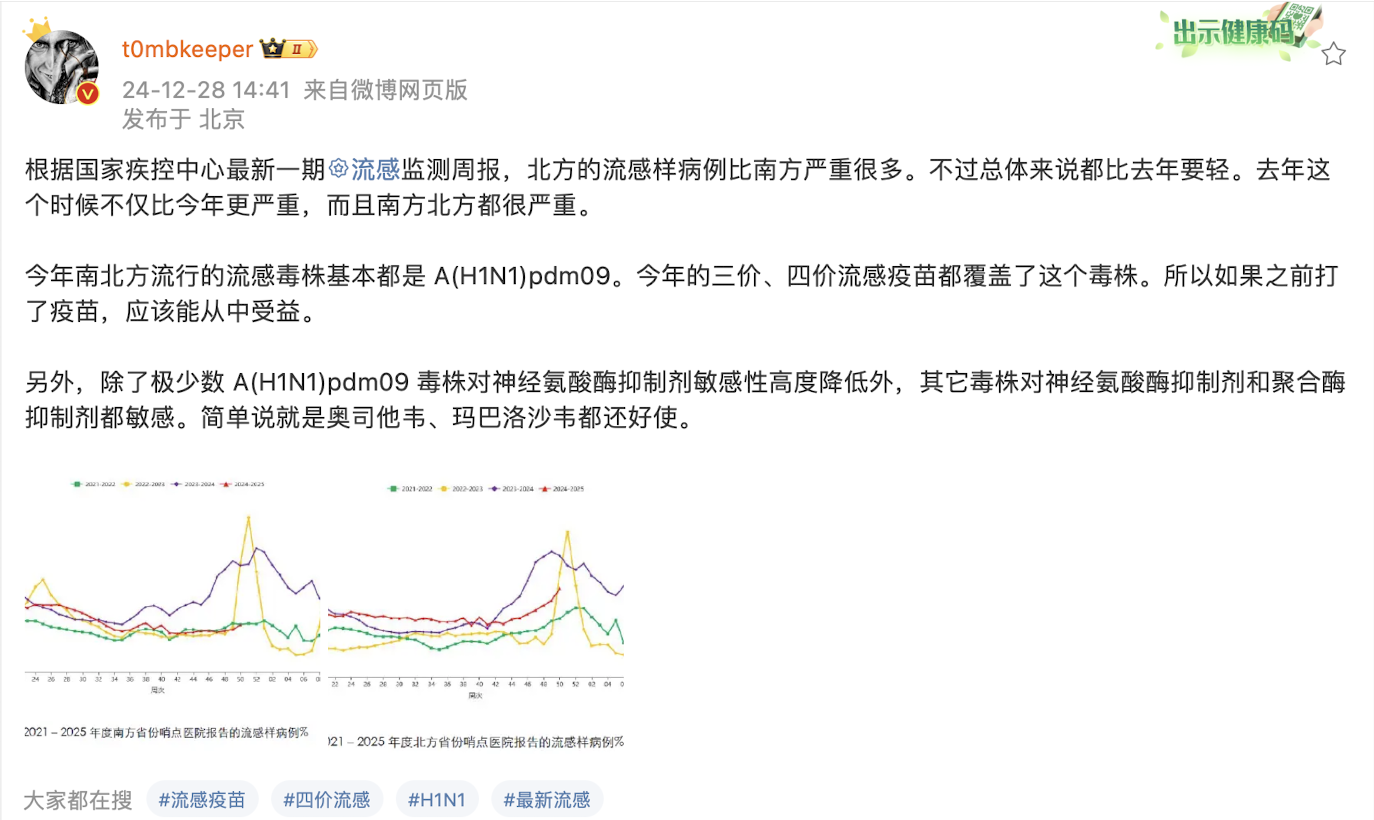 t0mbkeeper II
出示健康码
24-12-28 14:41 来自微博网页版
发布于 北京
根据国家疾控中心最新一期流感监测周报，北方的流感样病例比南方严重很多。不过总体来说都比去年要轻。去年这
个时候不仅比今年更严重，而且南方北方都很严重。
今年南北方流行的流感毒株基本都是 A(H1N1)pdm09。今年的三价、四价流感疫苗都覆盖了这个毒株。所以如果之前打
了疫苗，应该能从中受益。
另外，除了极少数 A(H1N1)pdm09 毒株对神经氨酸酶抑制剂敏感性高度降低外，其它毒株对神经氨酸酶抑制剂和聚合酶
抑制剂都敏感。简单说就是奥司他韦、玛巴洛沙韦都还好使。
2021-2022 2022-2023 2023-2024 2024-2025
24 26 28 30 32 34 36 38 40 42 44 46 48 50 52 02 04 06 0
周次
2021 – 2025 年度南方省份哨点医院报告的流感样病例%
2021-2022 2022-2023 2023-2024 2024-2025
22 24 26 28 30 32 34 36 38 40 42 44 46 48 50 52 02 04 0
周次
021 – 2025 年度北方省份哨点医院报告的流感样病例%
大家都在搜 #流感疫苗 #四价流感 #H1N1 #最新流感